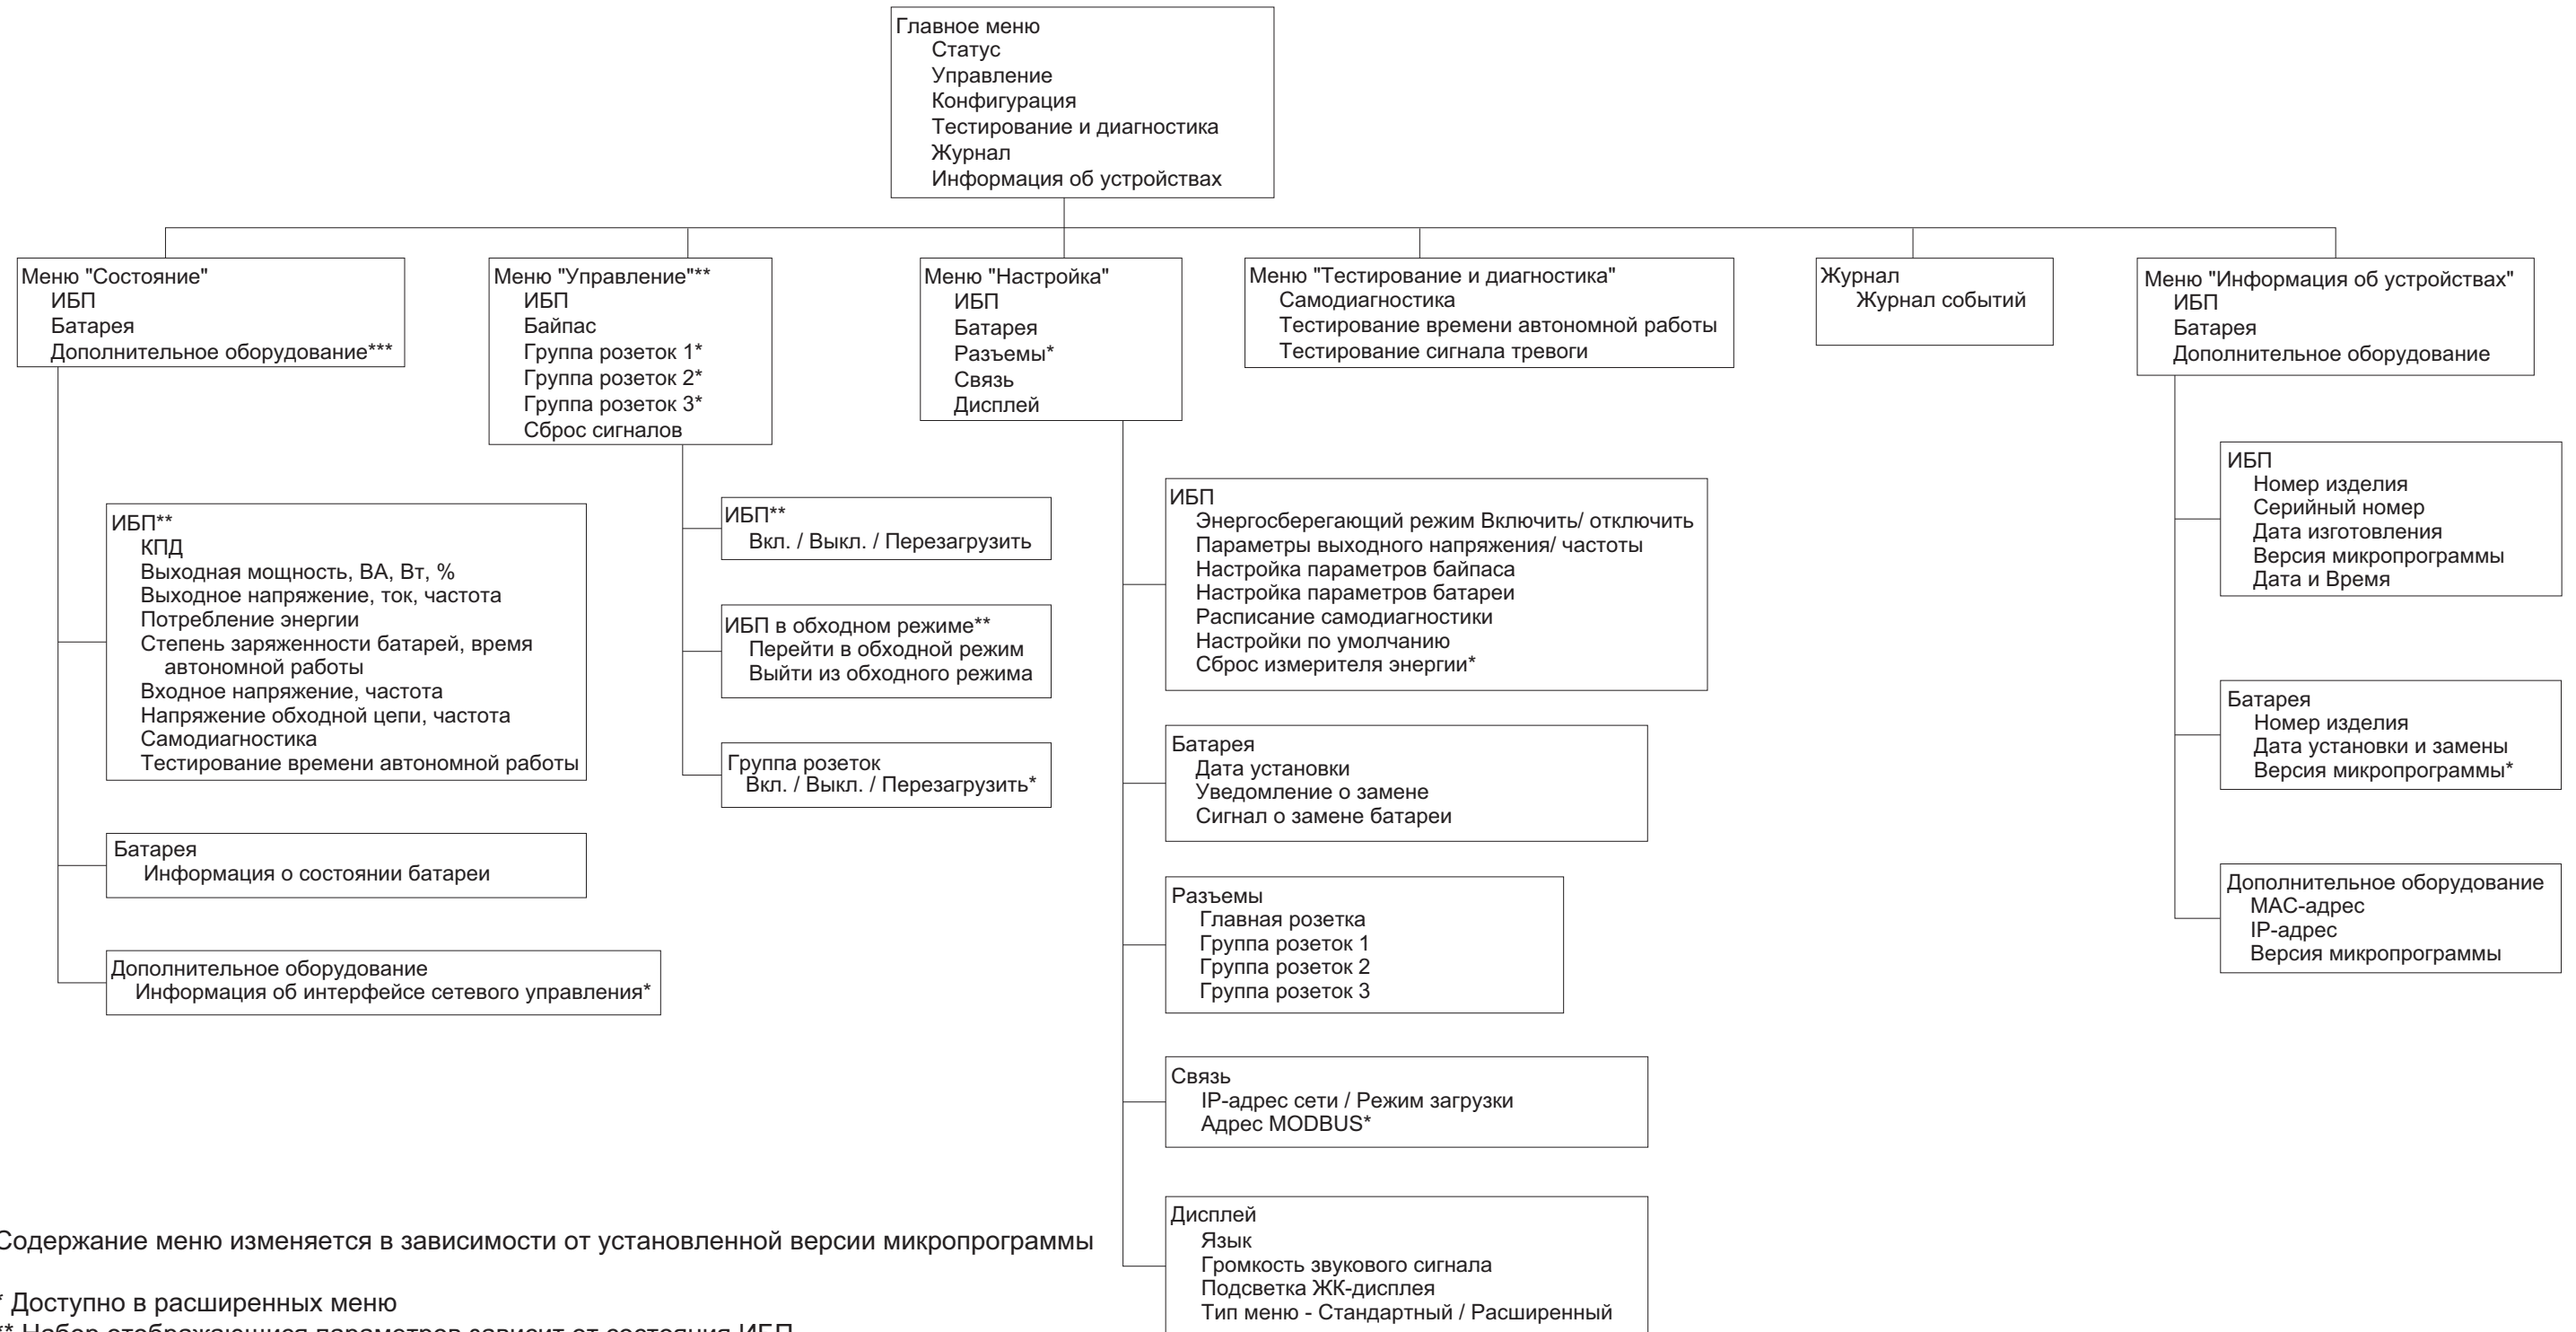 Главное меню
Статус
Управление
Конфигурация
Тестирование и диагностика
Журнал
Информация об устройствах
Меню "Состояние"
ИБП
Батарея
Дополнительное оборудование***
Меню "Управление"**
ИБП
Байпас
Группа розеток 1*
Группа розеток 2*
Группа розеток 3*
Сброс сигналов
Меню "Настройка"
ИБП
Батарея
Разъемы*
Связь
Дисплей
Меню "Тестирование и диагностика"
Самодиагностика
Тестирование времени автономной работы
Тестирование сигнала тревоги
Журнал
Журнал событий
Меню "Информация об устройствах"
ИБП
Батарея
Дополнительное оборудование
ИБП**
КПД
Выходная мощность, ВА, Вт, %
Выходное напряжение, ток, частота
Потребление энергии
Степень заряженности батарей, время
автономной работы
Входное напряжение, частота
Напряжение обходной цепи, частота
Самодиагностика
Тестирование времени автономной работы
Батарея
Информация о состоянии батареи
Дополнительное оборудование
Информация об интерфейсе сетевого управления*
ИБП**
Вкл. / Выкл. / Перезагрузить
ИБП в обходном режиме**
Перейти в обходной режим
Выйти из обходного режима
Группа розеток
Вкл. / Выкл. / Перезагрузить*
ИБП
Энергосберегающий режим Включить/ отключить
Параметры выходного напряжения/ частоты
Настройка параметров байпаса
Настройка параметров батареи
Расписание самодиагностики
Настройки по умолчанию
Сброс измерителя энергии*
Батарея
Дата установки
Уведомление о замене
Сигнал о замене батареи
Разъемы
Главная розетка
Группа розеток 1
Группа розеток 2
Группа розеток 3
Связь
IP-адрес сети / Режим загрузки
Адрес MODBUS*
Дисплей
Язык
Громкость звукового сигнала
Подсветка ЖК-дисплея
Тип меню - Стандартный / Расширенный
ИБП
Номер изделия
Серийный номер
Дата изготовления
Версия микропрограммы
Дата и Время
Батарея
Номер изделия
Дата установки и замены
Версия микропрограммы*
Дополнительное оборудование
MAC-адрес
IP-адрес
Версия микропрограммы
Содержание меню изменяется в зависимости от установленной версии микропрограммы
* Доступно в расширенных меню
** Набор отображающися параметров зависит от состояния ИБП